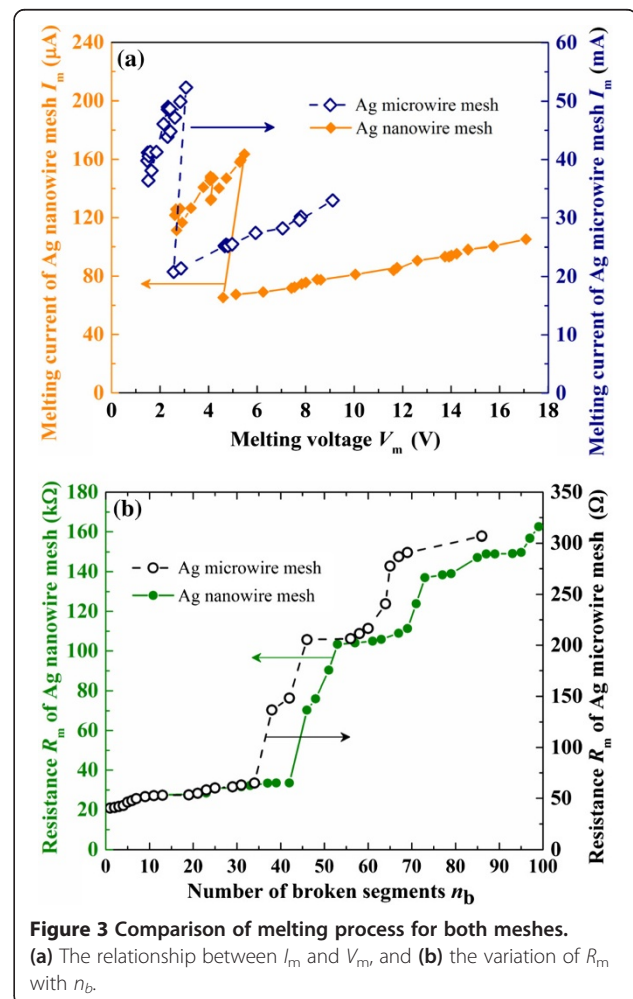 (a)
Melting current of Ag nanowire mesh Im (μA)
240
200
160
120
80
40
0
Ag microwire mesh
Ag nanowire mesh
60
50
40
30
20
10
0
Melting current of Ag microwire mesh Im (mA)
0 2 4 6 8 10 12 14 16 18
Melting voltage Vm (V)
(b)
Resistance Rm of Ag nanowire mesh (kΩ)
180
160
140
120
100
80
60
40
20
0
Ag microwire mesh
Ag nanowire mesh
350
300
250
200
150
100
50
0
Resistance Rm of Ag microwire mesh (Ω)
0 10 20 30 40 50 60 70 80 90 100
Number of broken segments nb
Figure 3 Comparison of melting process for both meshes.
(a) The relationship between Im and Vm, and (b) the variation of Rm
with nb.